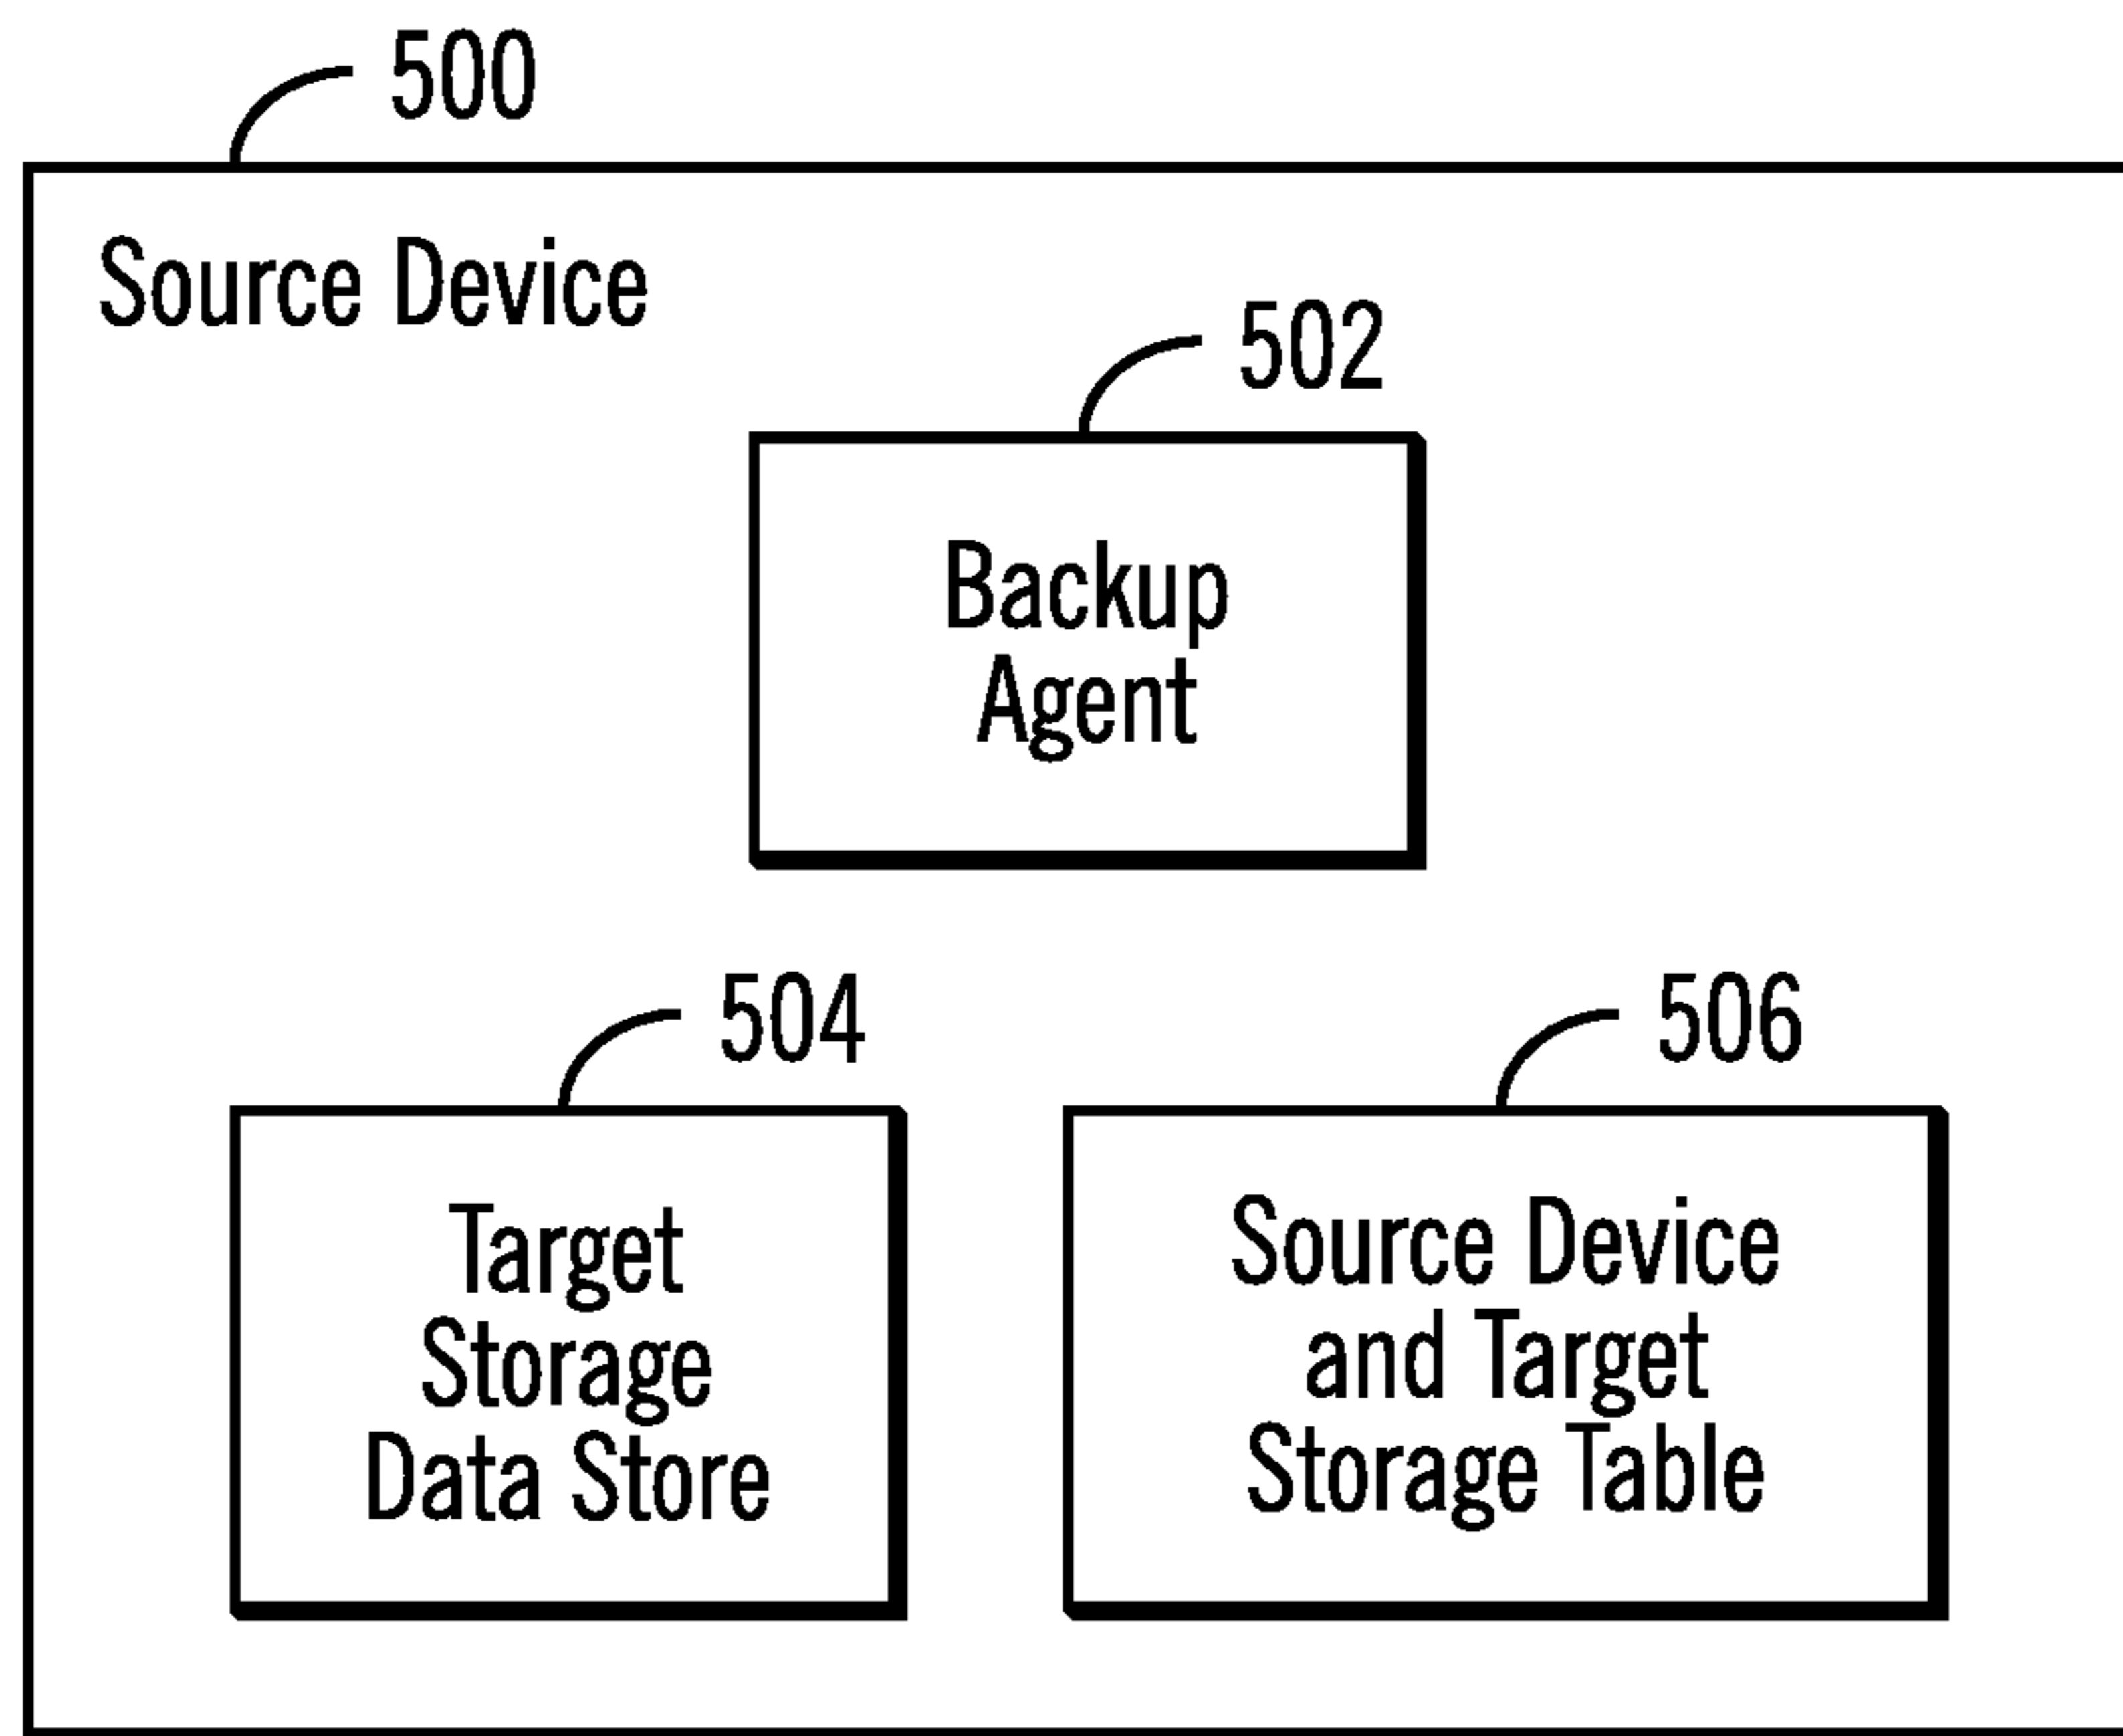 500
Source Device
502
Backup
Agent
504
Target
Storage
Data Store
506
Source Device
and Target
Storage Table